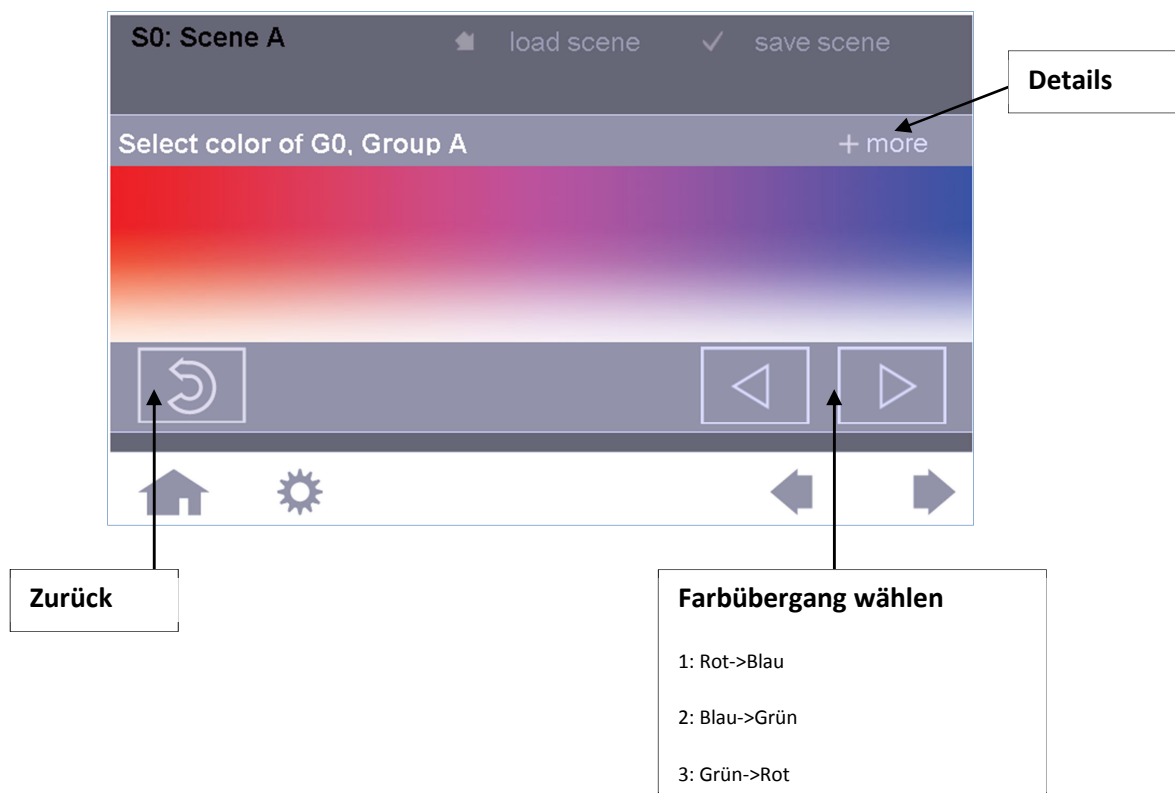 S0: Scene A
load scene
save scene
Details
Select color of G0, Group A
+ more
Zurück
Farbübergang wählen
1: Rot->Blau
2: Blau->Grün
3: Grün->Rot